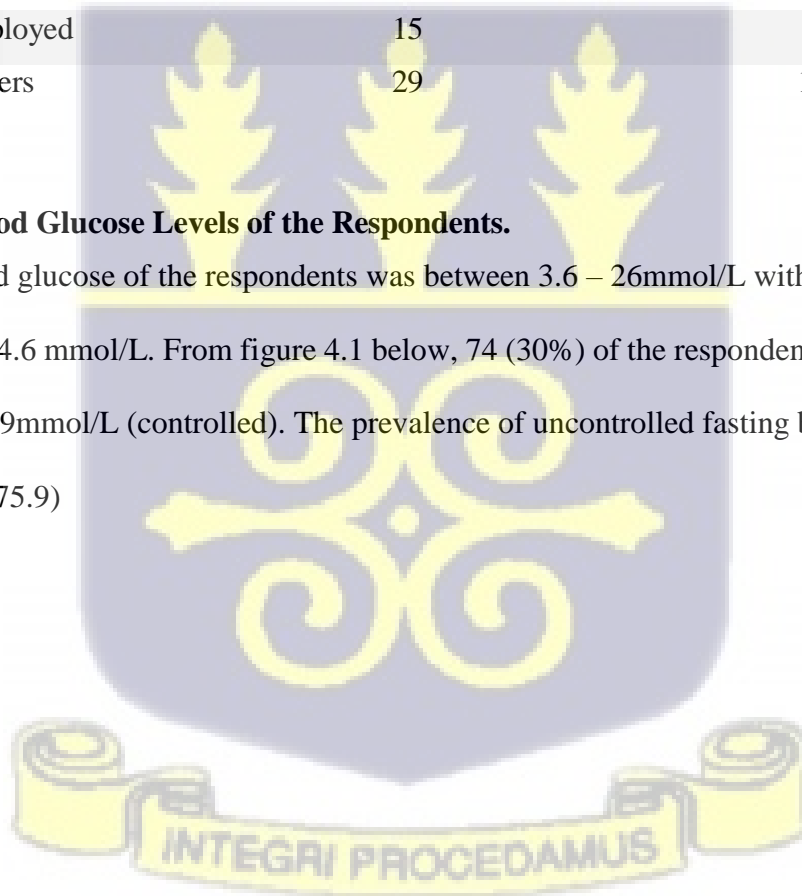 ployed 15
ers 29
od Glucose Levels of the Respondents.
d glucose of the respondents was between 3.6 – 26mmol/L with
4.6 mmol/L. From figure 4.1 below, 74 (30%) of the responden
9mmol/L (controlled). The prevalence of uncontrolled fasting b
75.9)
INTEGRI PROCEDAMUS